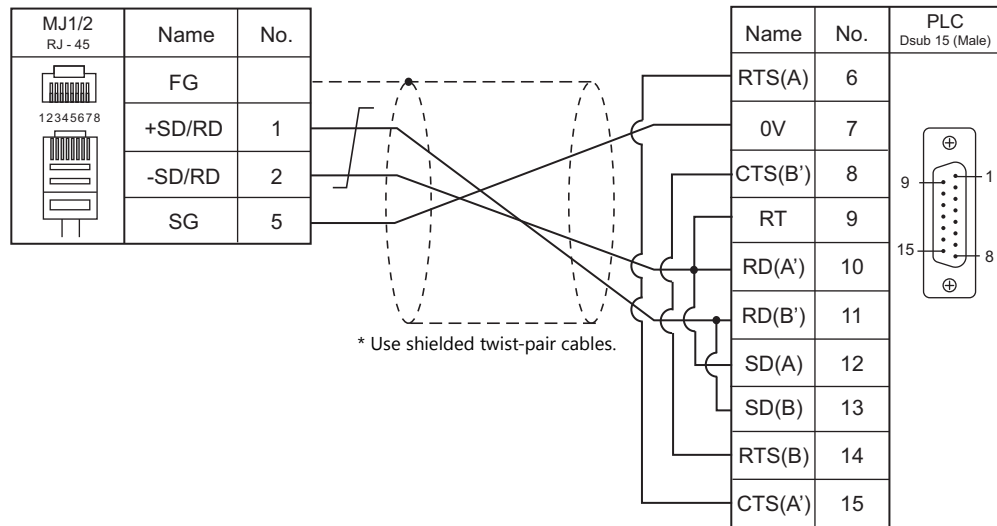 MJ1/2
RJ - 45
Name No.
12345678
FG
+SD/RD 1
-SD/RD 2
SG 5
* Use shielded twist-pair cables.
Name No.
PLC
Dsub 15 (Male)
RTS(A) 6
0V 7
CTS(B’) 8
RT 9
RD(A’) 10
RD(B’) 11
SD(A) 12
SD(B) 13
RTS(B) 14
CTS(A’) 15
9 1
15 8